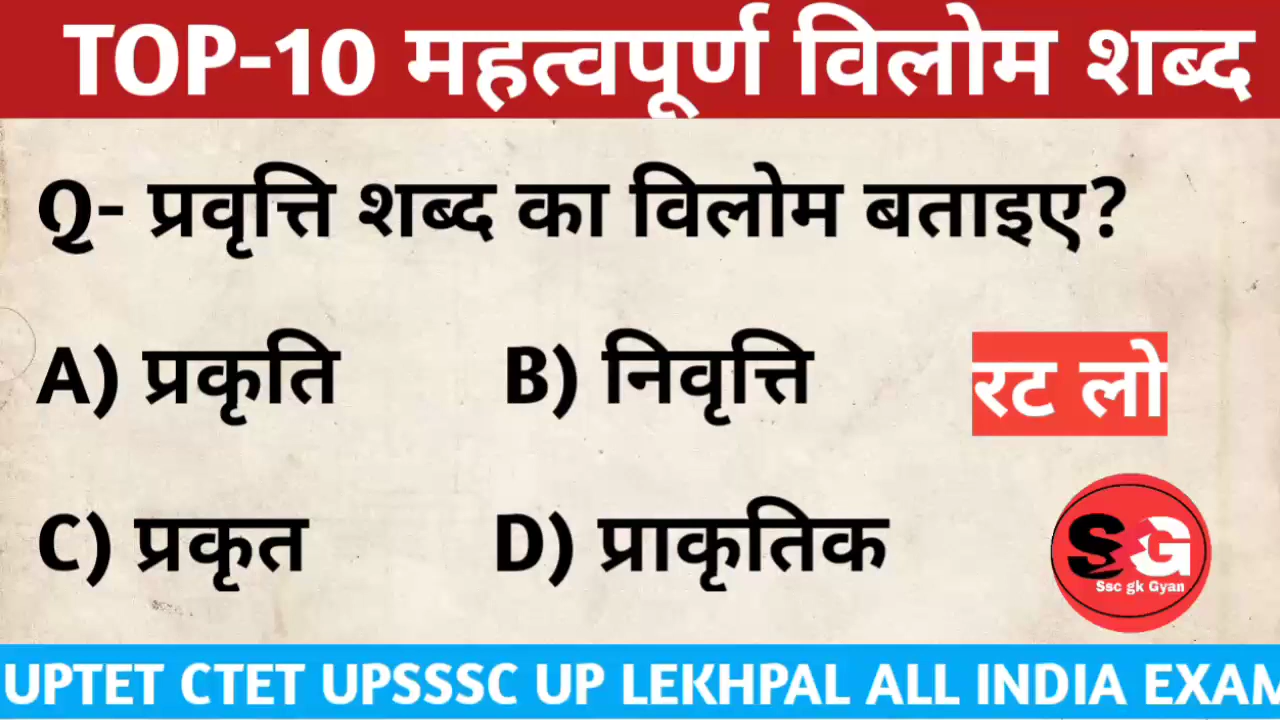 TOP-10 महत्वपूर्ण विलोम शब्द
Q- प्रवृत्ति शब्द का विलोम बताइए?
A) प्रकृति B) निवृत्ति
रट लो
C) प्रकृत D) प्राकृतिक
SG
Ssc gk Gyan
UPTET CTET UPSSSC UP LEKHPAL ALL INDIA EXAM